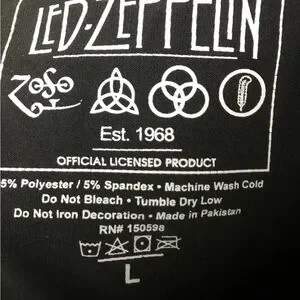 LED-ZEPPELIN
ZoSo
Est. 1968
OFFICIAL LICENSED PRODUCT
5% Polyester / 5% Spandex • Machine Wash Cold
Do Not Bleach • Tumble Dry Low
Do Not Iron Decoration • Made in Pakistan
RN# 150598
L